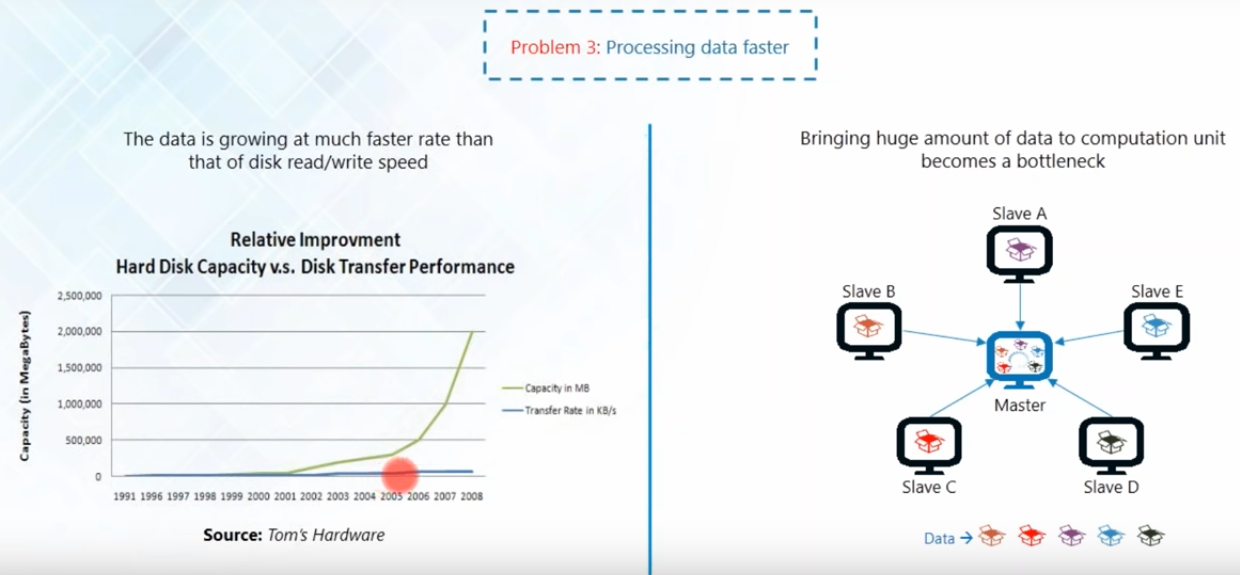 Problem 3: Processing data faster
The data is growing at much faster rate than
that of disk read/write speed
Relative Improvment
Hard Disk Capacity v.s. Disk Transfer Performance
Capacity (in MegaBytes)
2,500,000
2,000,000
1,500,000
1,000,000
500,000
0
1991 1996 1997 1998 1999 2000 2001 2002 2003 2004 2005 2006 2007 2008
Capacity in MB
Transfer Rate in KB/s
Source: Tom's Hardware
Bringing huge amount of data to computation unit
becomes a bottleneck
Slave A
Slave B
Slave E
Master
Slave C
Slave D
Data →